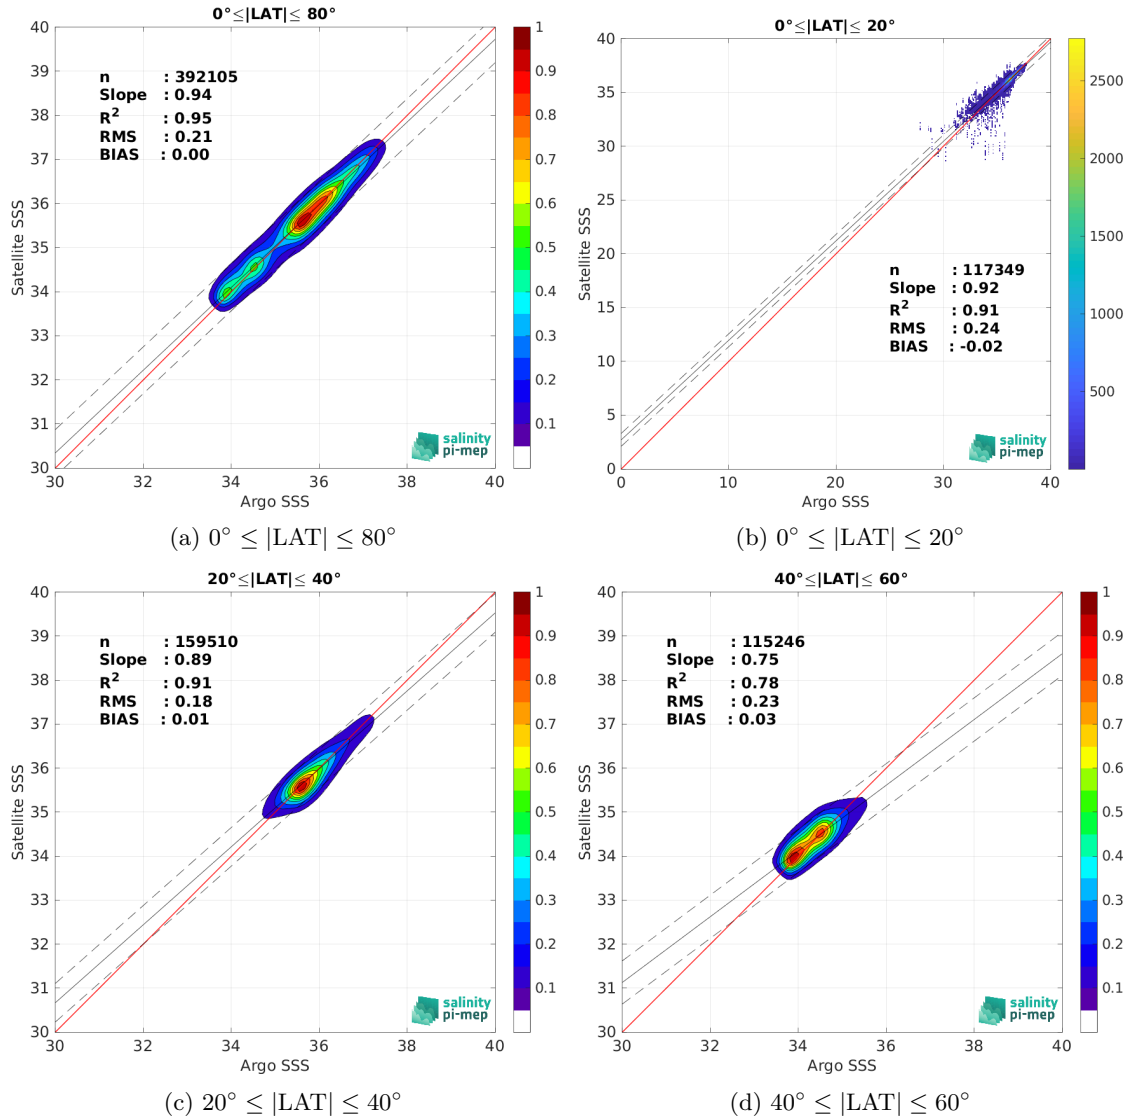 0°≤|LAT|≤ 80°
40
39
38
37
36
35
34
33
32
31
30
30 32 34 36 38 40
Satellite SSS
Argo SSS
n : 392105
Slope : 0.94
R² : 0.95
RMS : 0.21
BIAS : 0.00
salinity
pi-mep
1
0.9
0.8
0.7
0.6
0.5
0.4
0.3
0.2
0.1
(a) 0° ≤ |LAT| ≤ 80°
0°≤|LAT|≤ 20°
40
35
30
25
20
15
10
5
0
0 10 20 30 40
Satellite SSS
Argo SSS
n : 117349
Slope : 0.92
R² : 0.91
RMS : 0.24
BIAS : -0.02
salinity
pi-mep
2500
2000
1500
1000
500
(b) 0° ≤ |LAT| ≤ 20°
20°≤|LAT|≤ 40°
40
39
38
37
36
35
34
33
32
31
30
30 32 34 36 38 40
Satellite SSS
Argo SSS
n : 159510
Slope : 0.89
R² : 0.91
RMS : 0.18
BIAS : 0.01
salinity
pi-mep
1
0.9
0.8
0.7
0.6
0.5
0.4
0.3
0.2
0.1
(c) 20° ≤ |LAT| ≤ 40°
40°≤|LAT|≤ 60°
40
39
38
37
36
35
34
33
32
31
30
30 32 34 36 38 40
Satellite SSS
Argo SSS
n : 115246
Slope : 0.75
R² : 0.78
RMS : 0.23
BIAS : 0.03
salinity
pi-mep
1
0.9
0.8
0.7
0.6
0.5
0.4
0.3
0.2
0.1
(d) 40° ≤ |LAT| ≤ 60°